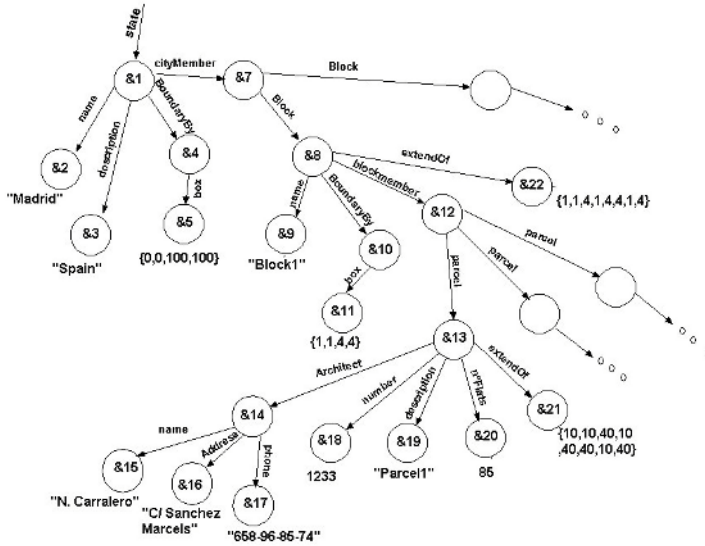 state
&1
cityMember
&7
Block
name
description
BoundaryBy
Block
&2
"Madrid"
&4
box
&3
"Spain"
&5
{0,0,100,100}
&8
extendOf
&22
{1,1,4,1,4,4,1,4}
blockmember
name
BoundaryBy
&9
"Block1"
&10
box
&11
{1,1,4,4}
&12
parcel
parcel
parcel
&13
Architect
number
description
nºFlats
extendOf
&14
name
Address
phone
&15
"N. Carralero"
&16
"C/ Sanchez
Marcels"
&17
"658-96-85-74"
&18
1233
&19
"Parcel1"
&20
85
&21
{10,10,40,10
,40,40,10,40}